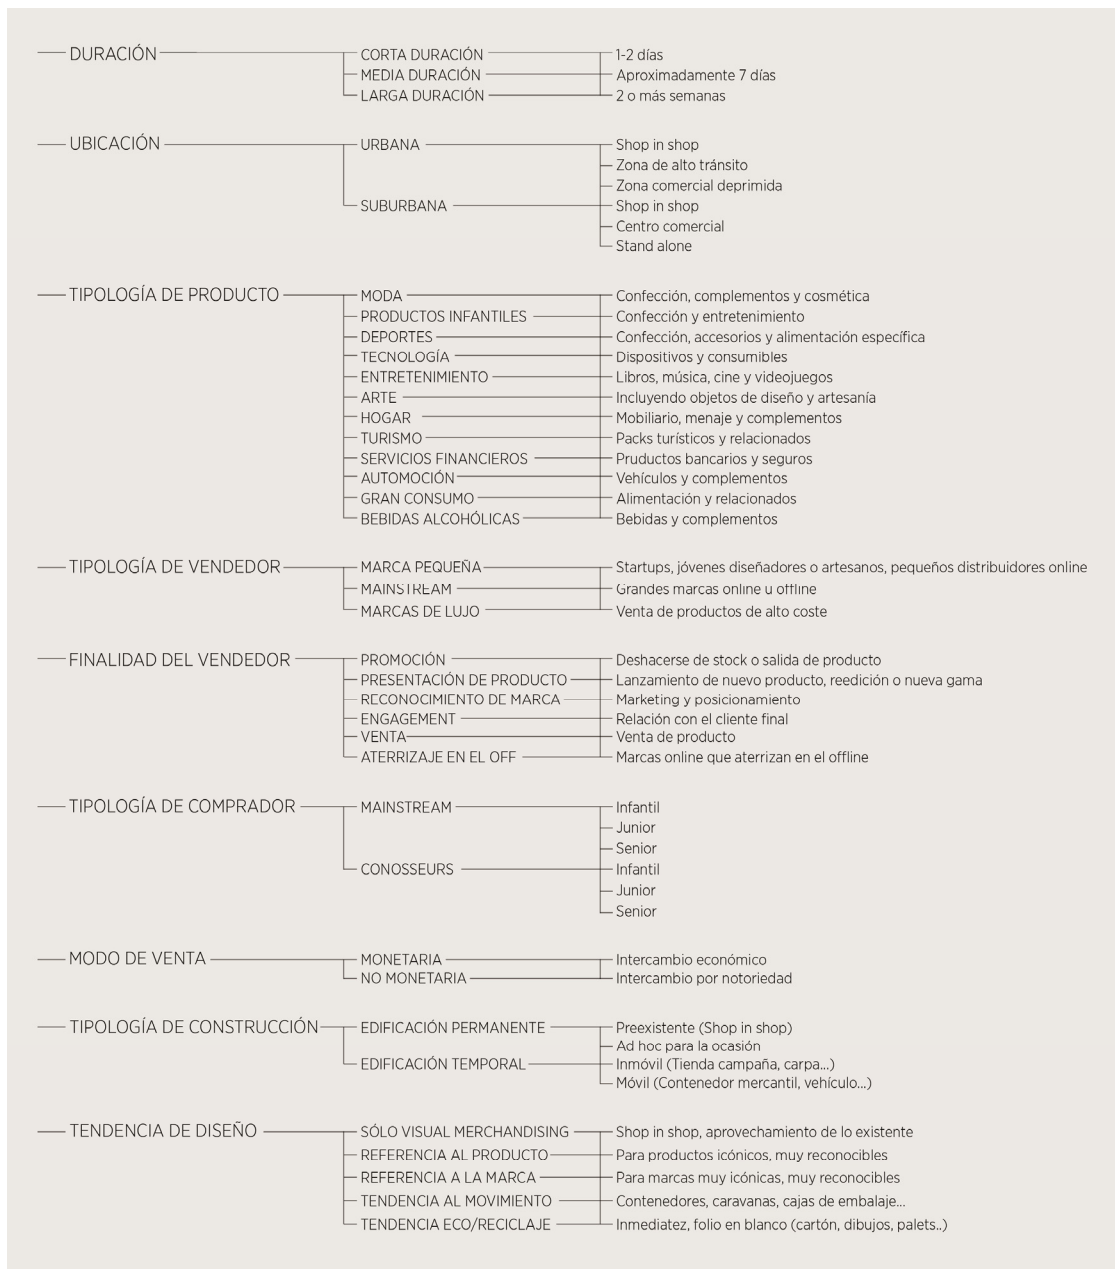 DURACIÓN CORTA DURACIÓN 1-2 días
MEDIA DURACIÓN Aproximadamente 7 días
LARGA DURACIÓN 2 o más semanas
UBICACIÓN URBANA Shop in shop
Zona de alto tránsito
Zona comercial deprimida
SUBURBANA Shop in shop
Centro comercial
Stand alone
TIPOLOGÍA DE PRODUCTO MODA Confección, complementos y cosmética
PRODUCTOS INFANTILES Confección y entretenimiento
DEPORTES Confección, accesorios y alimentación específica
TECNOLOGÍA Dispositivos y consumibles
ENTRETENIMIENTO Libros, música, cine y videojuegos
ARTE Incluyendo objetos de diseño y artesanía
HOGAR Mobiliario, menaje y complementos
TURISMO Packs turísticos y relacionados
SERVICIOS FINANCIEROS Pruductos bancarios y seguros
AUTOMOCIÓN Vehículos y complementos
GRAN CONSUMO Alimentación y relacionados
BEBIDAS ALCOHÓLICAS Bebidas y complementos
TIPOLOGÍA DE VENDEDOR MARCA PEQUEÑA Startups, jóvenes diseñadores o artesanos, pequeños distribuidores online
MAINSTREAM Grandes marcas online u offline
MARCAS DE LUJO Venta de productos de alto coste
FINALIDAD DEL VENDEDOR PROMOCIÓN Deshacerse de stock o salida de producto
PRESENTACIÓN DE PRODUCTO Lanzamiento de nuevo producto, reedición o nueva gama
RECONOCIMIENTO DE MARCA Marketing y posicionamiento
ENGAGEMENT Relación con el cliente final
VENTA Venta de producto
ATERRIZAJE EN EL OFF Marcas online que aterrizan en el offline
TIPOLOGÍA DE COMPRADOR MAINSTREAM Infantil
Junior
Senior
CONOSSEURS Infantil
Junior
Senior
MODO DE VENTA MONETARIA Intercambio económico
NO MONETARIA Intercambio por notoriedad
TIPOLOGÍA DE CONSTRUCCIÓN EDIFICACIÓN PERMANENTE Preexistente (Shop in shop)
Ad hoc para la ocasión
EDIFICACIÓN TEMPORAL Inmóvil (Tienda campaña, carpa...)
Móvil (Contenedor mercantil, vehículo...)
TENDENCIA DE DISEÑO SÓLO VISUAL MERCHANDISING Shop in shop, aprovechamiento de lo existente
REFERENCIA AL PRODUCTO Para productos icónicos, muy reconocibles
REFERENCIA A LA MARCA Para marcas muy icónicas, muy reconocibles
TENDENCIA AL MOVIMIENTO Contenedores, caravanas, cajas de embalaje...
TENDENCIA ECO/RECICLAJE Inmediatez, folio en blanco (cartón, dibujos, palets..)